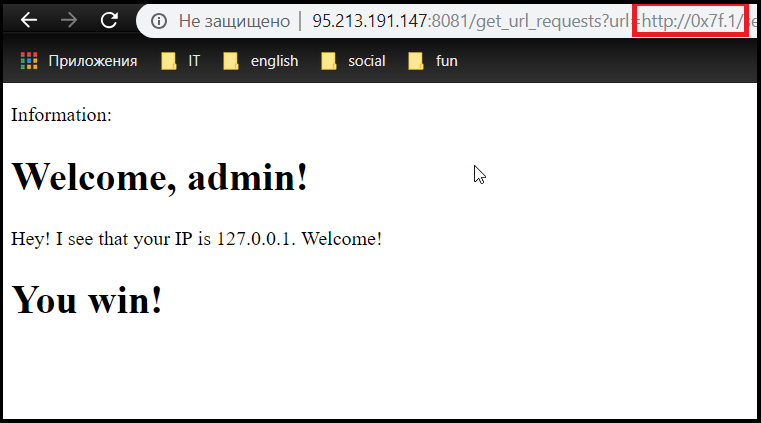 Не защищено | 95.213.191.147:8081/get_url_requests?url=http://0x7f.1/se
Приложения IT english social fun
Information:
Welcome, admin!
Hey! I see that your IP is 127.0.0.1. Welcome!
You win!